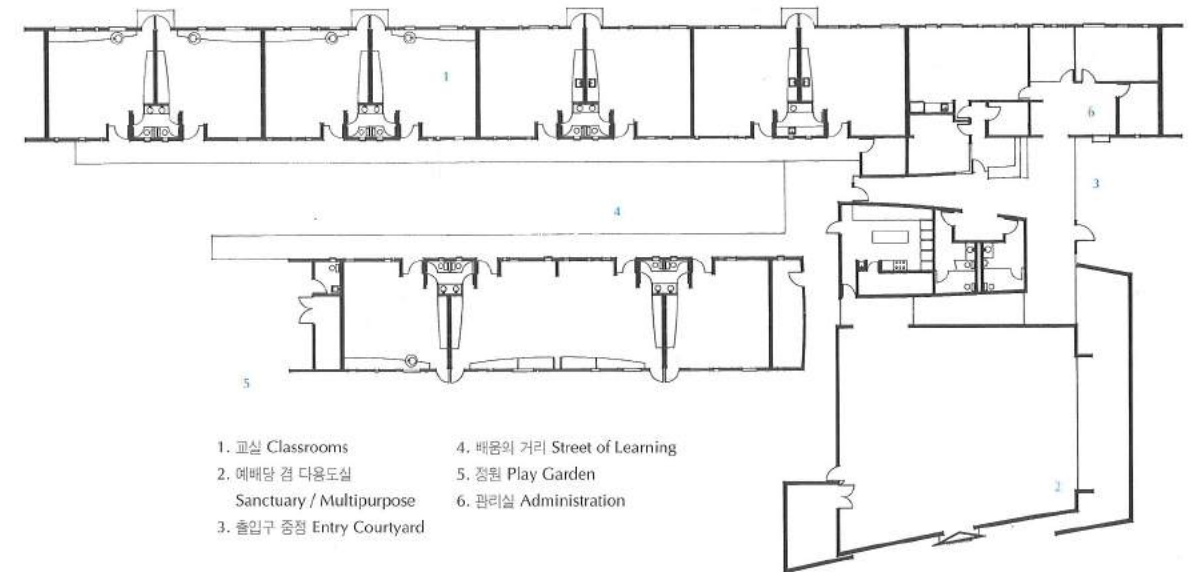 1
6
3
4
5
2
1. 교실 Classrooms
2. 예배당 겸 다용도실
Sanctuary / Multipurpose
3. 출입구 중정 Entry Courtyard
4. 배움의 거리 Street of Learning
5. 정원 Play Garden
6. 관리실 Administration